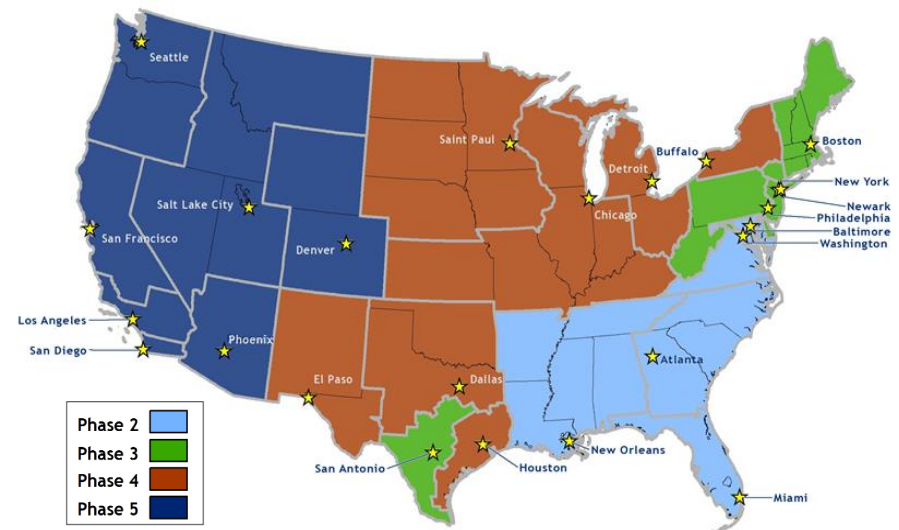 Seattle
Saint Paul
Buffalo
Boston
Detroit
New York
Salt Lake City
Newark
Chicago
Philadelphia
San Francisco
Baltimore
Denver
Washington
Los Angeles
Phoenix
San Diego
Atlanta
El Paso
Dallas
Phase 2
Phase 3
New Orleans
San Antonio
Houston
Phase 4
Miami
Phase 5